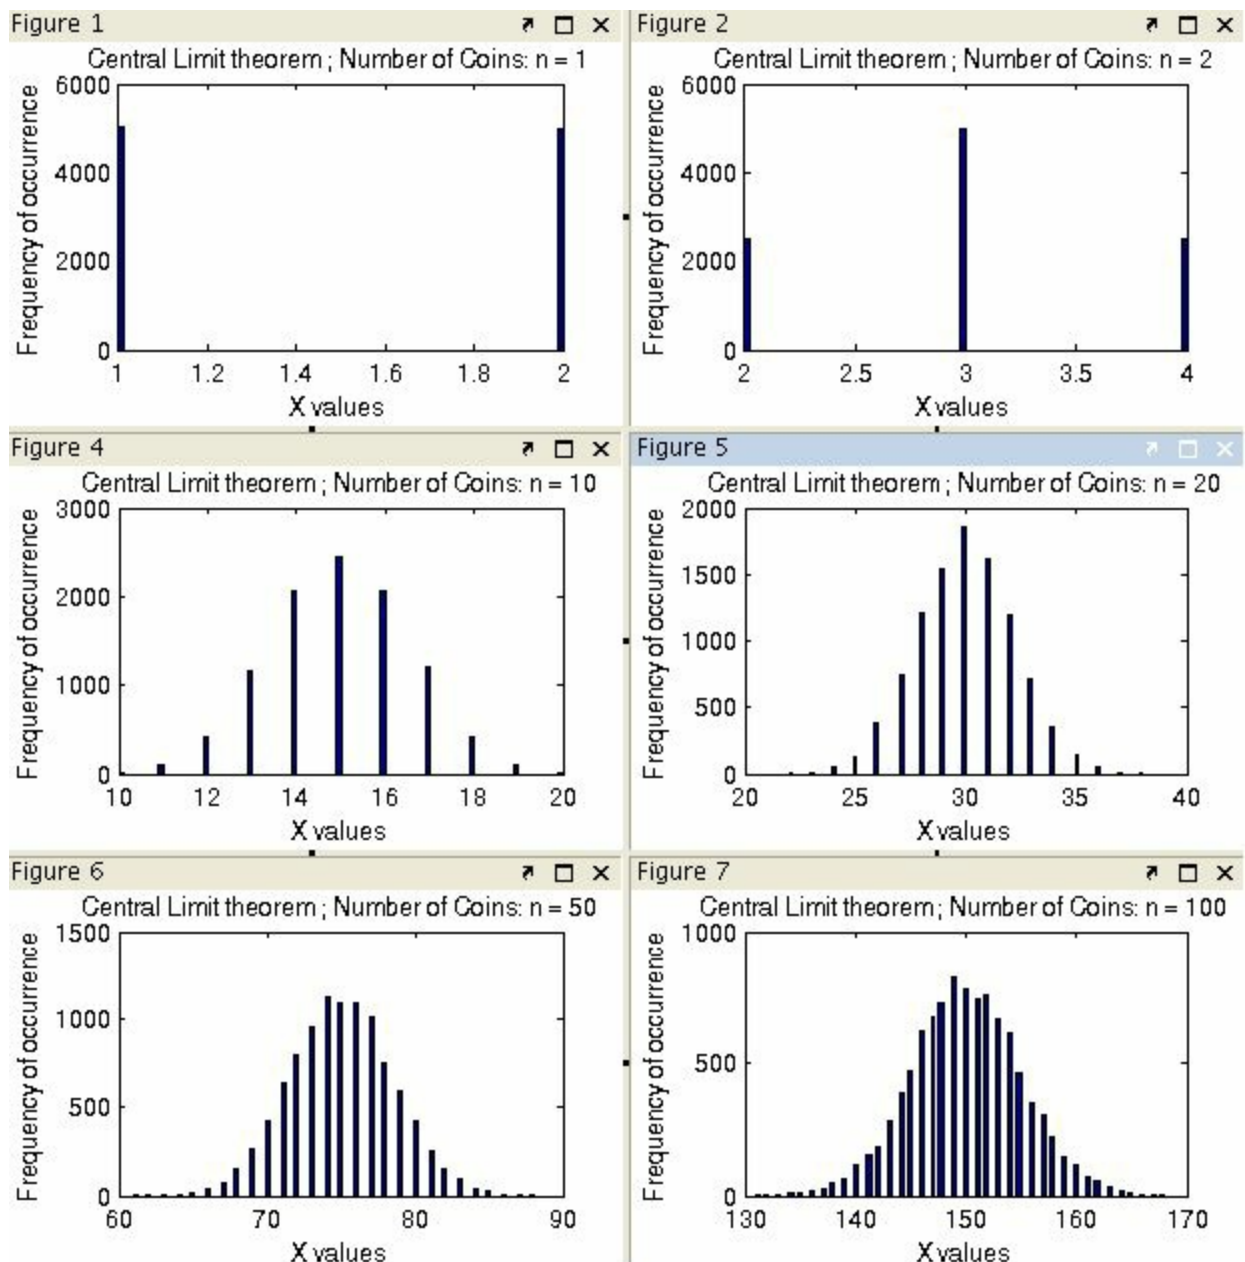 Figure 1
Central Limit theorem ; Number of Coins: n = 1
Frequency of occurrence
6000
4000
2000
0
1 1.2 1.4 1.6 1.8 2
X values
Figure 2
Central Limit theorem ; Number of Coins: n = 2
Frequency of occurrence
6000
4000
2000
0
2 2.5 3 3.5 4
X values
Figure 4
Central Limit theorem ; Number of Coins: n = 10
Frequency of occurrence
3000
2000
1000
0
10 12 14 16 18 20
X values
Figure 5
Central Limit theorem ; Number of Coins: n = 20
Frequency of occurrence
2000
1500
1000
500
0
20 25 30 35 40
X values
Figure 6
Central Limit theorem ; Number of Coins: n = 50
Frequency of occurrence
1500
1000
500
0
60 70 80 90
X values
Figure 7
Central Limit theorem ; Number of Coins: n = 100
Frequency of occurrence
1000
500
0
130 140 150 160 170
X values